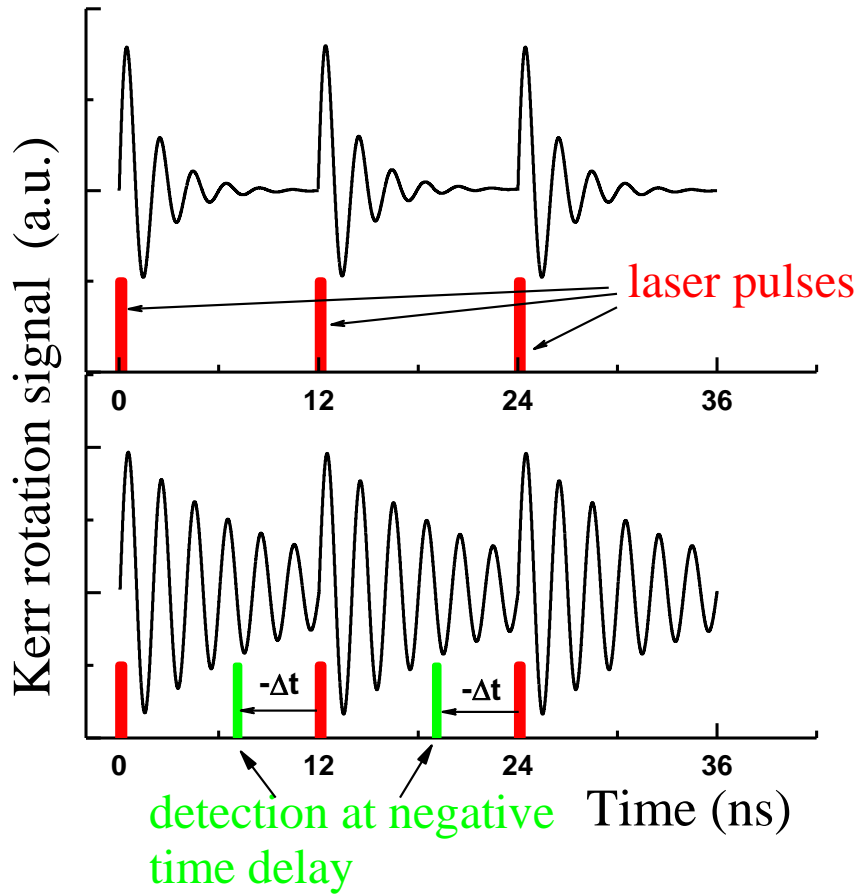 Kerr rotation signal (a.u.)
laser pulses
0 12 24 36
-Δt -Δt
0 12 24 36
detection at negative
time delay
Time (ns)